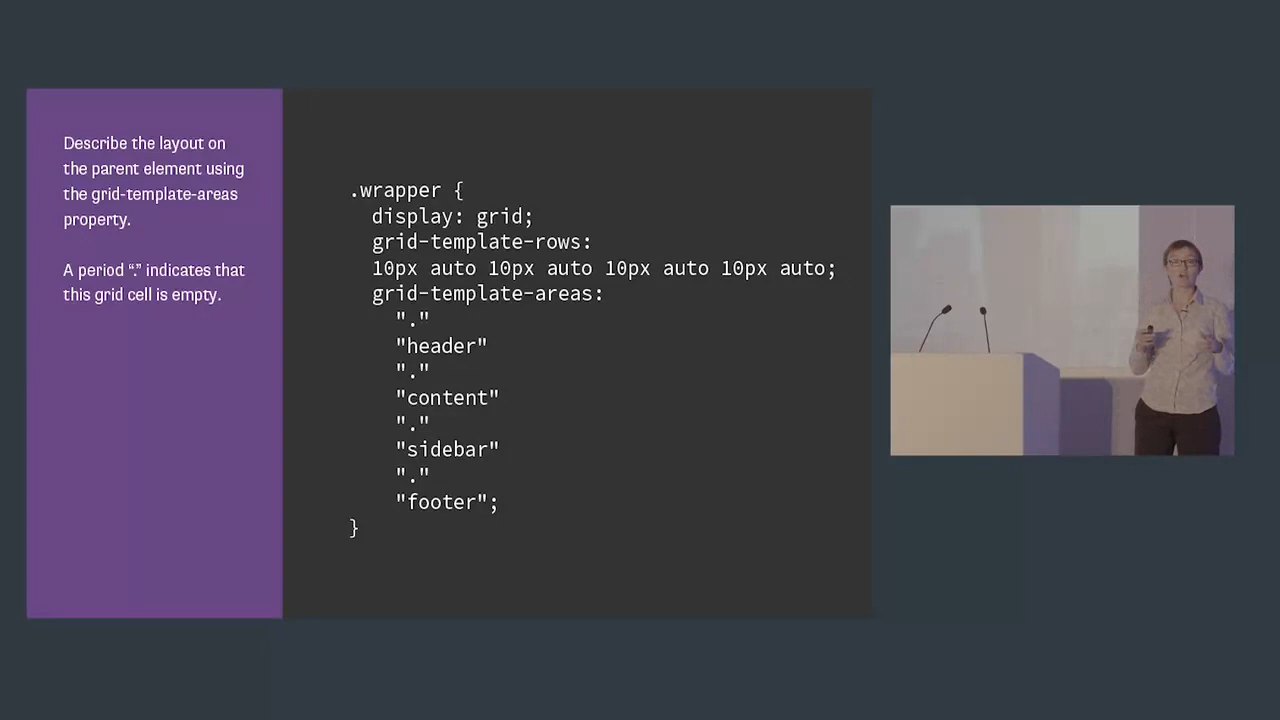 Describe the layout on
the parent element using
the grid-template-areas
property.
A period “.” indicates that
this grid cell is empty.
.wrapper {
display: grid;
grid-template-rows:
10px auto 10px auto 10px auto 10px auto;
grid-template-areas:
"."
"header"
"."
"content"
"."
"sidebar"
"."
"footer";
}